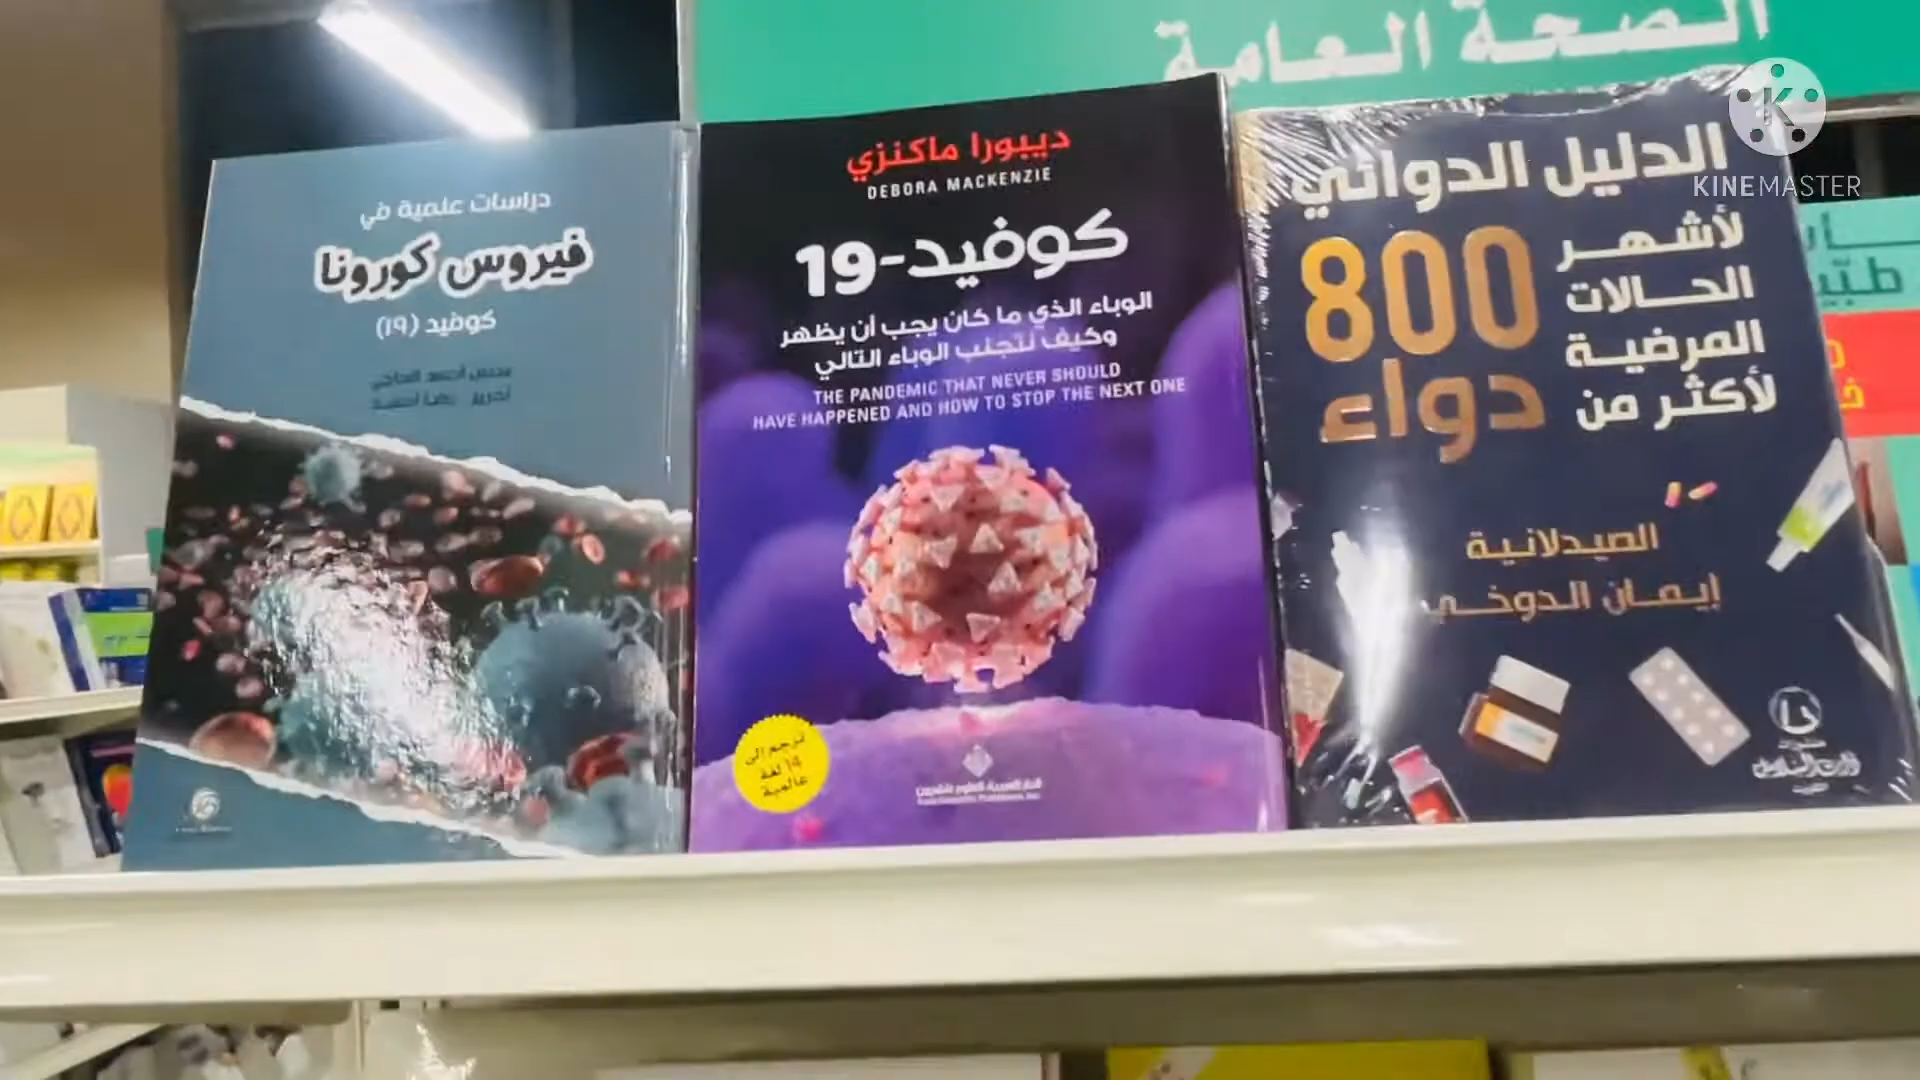 الصحة العامة
KINEMASTER
دراسات علمية في
فيروس كورونا
كوفيد (١٩)
ديبورا ماكنزي
DEBORA MACKENZIE
كوفيد-19
الوباء الذي ما كان يجب أن يظهر
وكيف نتجنب الوباء التالي
THE PANDEMIC THAT NEVER SHOULD
HAVE HAPPENED AND HOW TO STOP THE NEXT ONE
ترجم إلى
١٩ لغة
عالمية
الدار العربية للعلوم ناشرون
الدليل الدوائي
لأشهر
الحالات
المرضية
لأكثر من
800
دواء
الصيدلانية
إيمان الدوخي